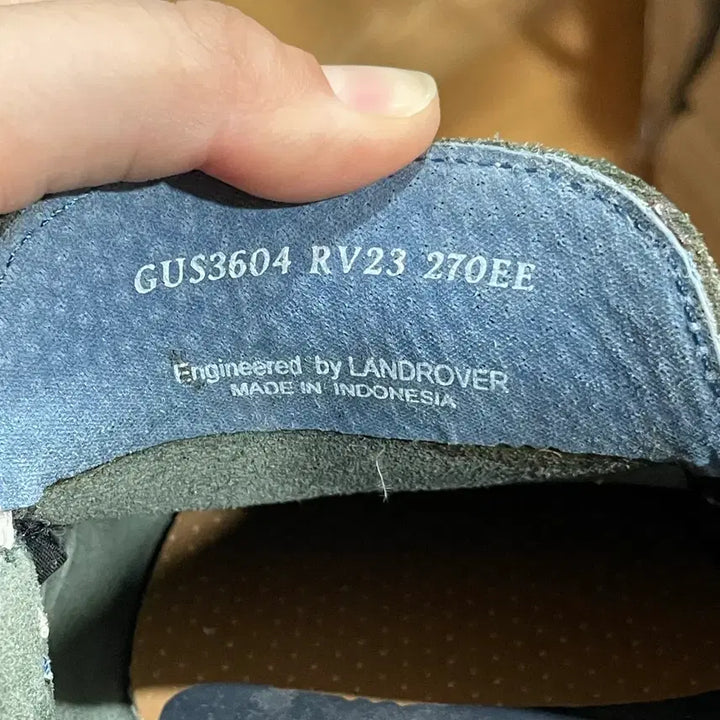 GUS3604 RV23 270EE
Engineered by LANDROVER
MADE IN INDONESIA